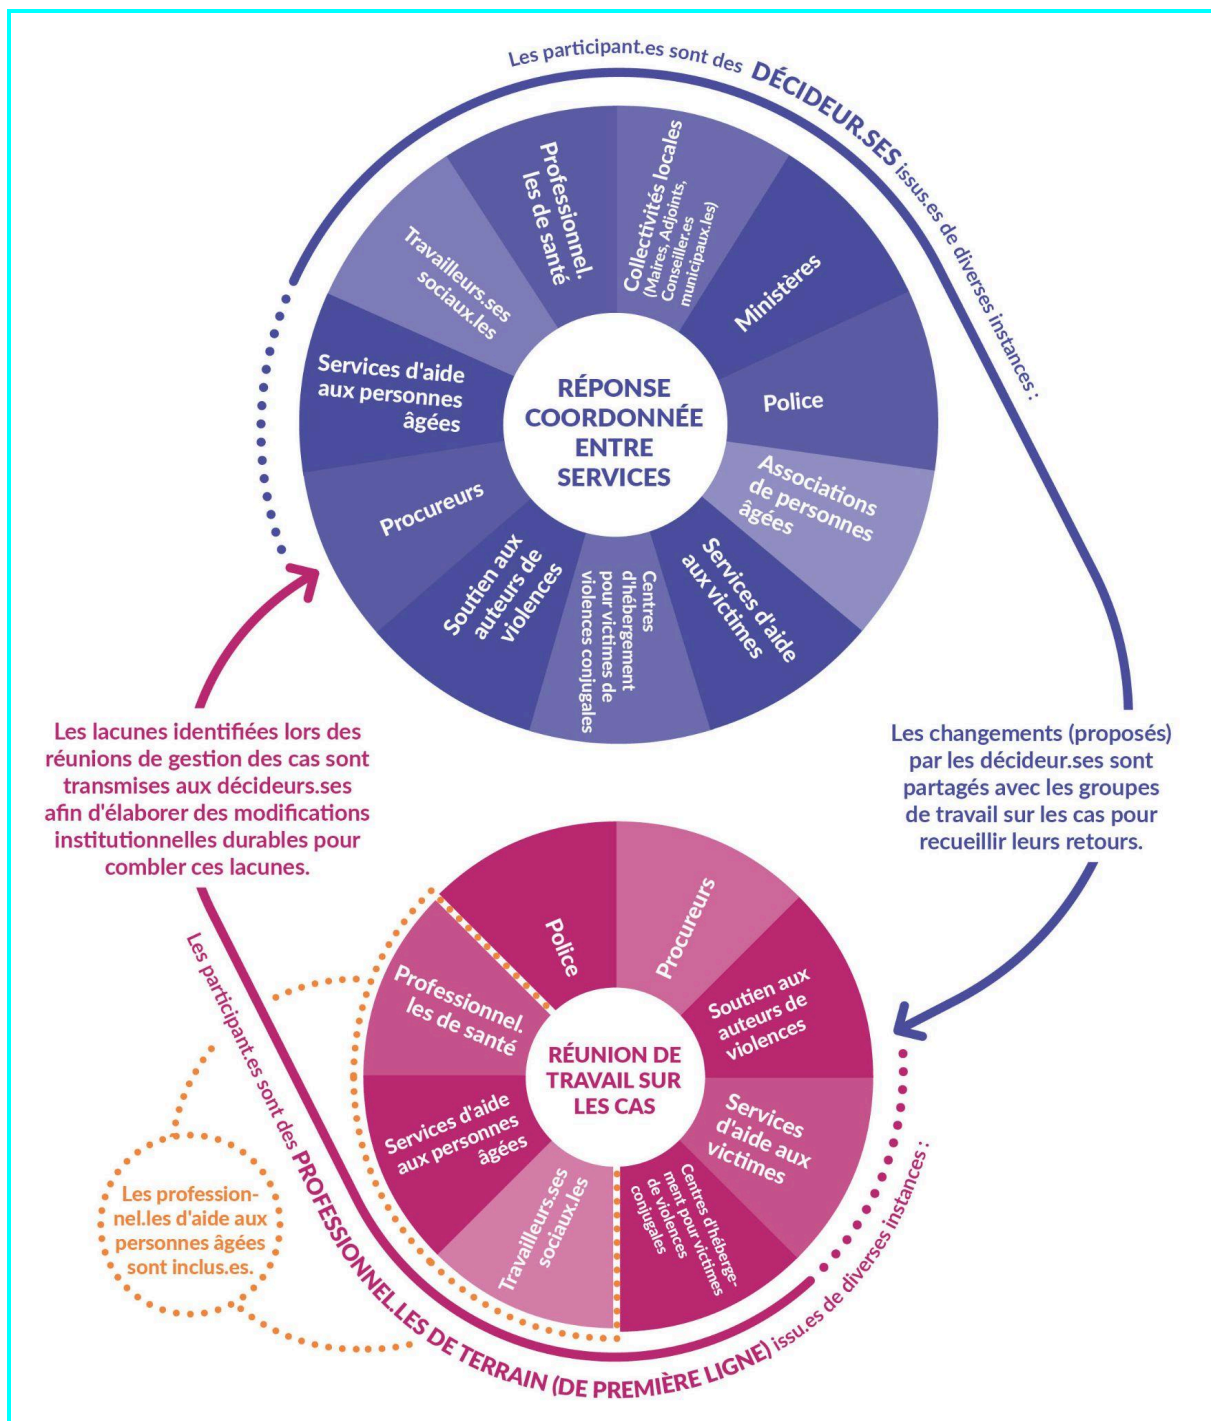 Les participant.es sont des DÉCIDEUR.SES issus.es de diverses instances :
Professionnel.
les de santé
Collectivités locales
(Maires, Adjoints,
Conseiller.es
municipaux.les)
Ministères
Police
Associations
de personnes
âgées
Services d'aide
aux victimes
Centres
d'hébergement
pour victimes de
violences conjugales
Soutien aux
auteurs de
violences
Procureurs
Services d'aide
aux personnes
âgées
Travailleurs.ses
sociaux.les
RÉPONSE
COORDONNÉE
ENTRE
SERVICES
Les changements (proposés)
par les décideur.ses sont
partagés avec les groupes
de travail sur les cas pour
recueillir leurs retours.
Les lacunes identifiées lors des
réunions de gestion des cas sont
transmises aux décideurs.ses
afin d'élaborer des modifications
institutionnelles durables pour
combler ces lacunes.
Police
Procureurs
Soutien aux
auteurs de
violences
Services
d'aide aux
victimes
Centres d'héberge-
ment pour victimes
de violences
conjugales
Travailleurs.ses
sociaux.les
Services d'aide
aux personnes
âgées
Professionnel.
les de santé
RÉUNION DE
TRAVAIL SUR
LES CAS
Les profession-
nel.les d'aide aux
personnes âgées
sont inclus.es.
Les participant.es sont des PROFESSIONNEL.LES DE TERRAIN (DE PREMIÈRE LIGNE) issu.es de diverses instances :